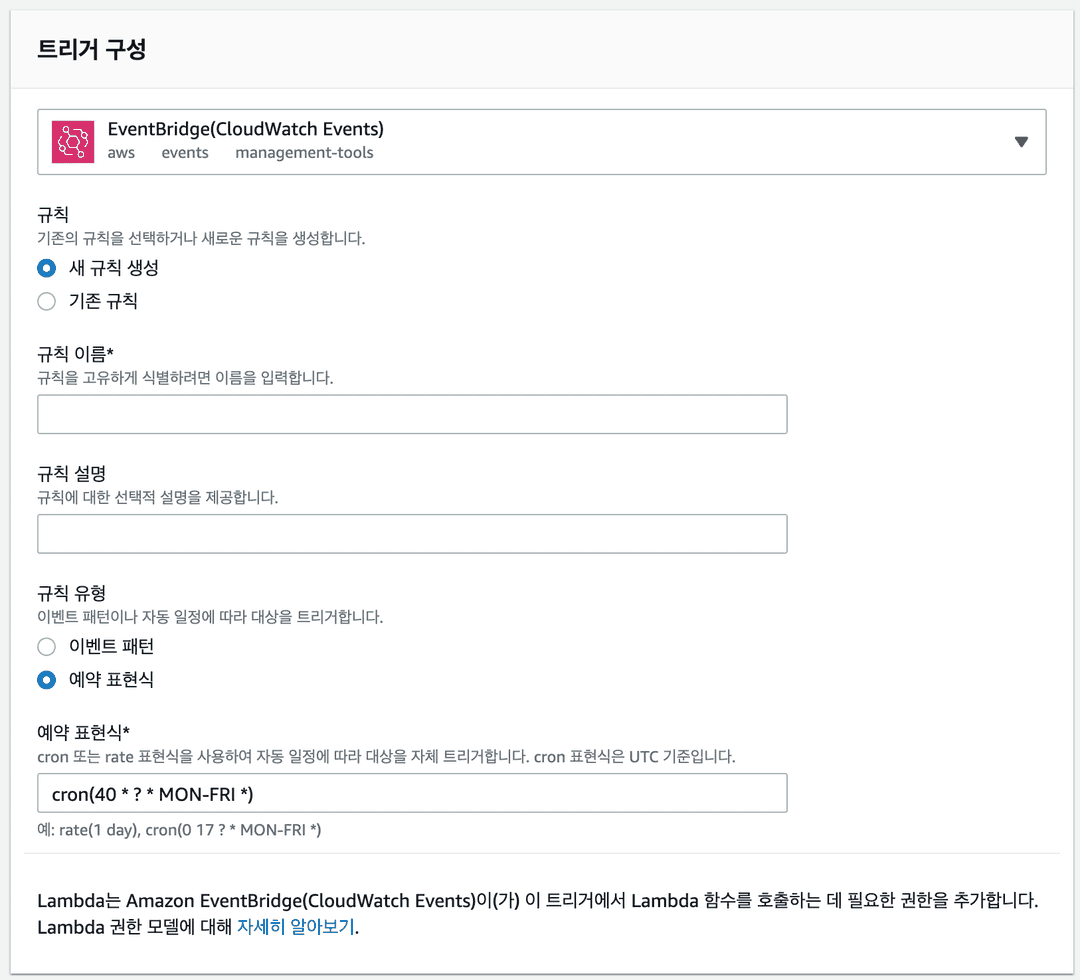 트리거 구성
EventBridge(CloudWatch Events)
aws events management-tools
규칙
기존의 규칙을 선택하거나 새로운 규칙을 생성합니다.
새 규칙 생성
기존 규칙
규칙 이름*
규칙을 고유하게 식별하려면 이름을 입력합니다.
규칙 설명
규칙에 대한 선택적 설명을 제공합니다.
규칙 유형
이벤트 패턴이나 자동 일정에 따라 대상을 트리거합니다.
이벤트 패턴
예약 표현식
예약 표현식*
cron 또는 rate 표현식을 사용하여 자동 일정에 따라 대상을 자체 트리거합니다. cron 표현식은 UTC 기준입니다.
cron(40 * ? * MON-FRI *)
예: rate(1 day), cron(0 17 ? * MON-FRI *)
Lambda는 Amazon EventBridge(CloudWatch Events)이(가) 이 트리거에서 Lambda 함수를 호출하는 데 필요한 권한을 추가합니다.
Lambda 권한 모델에 대해 자세히 알아보기.